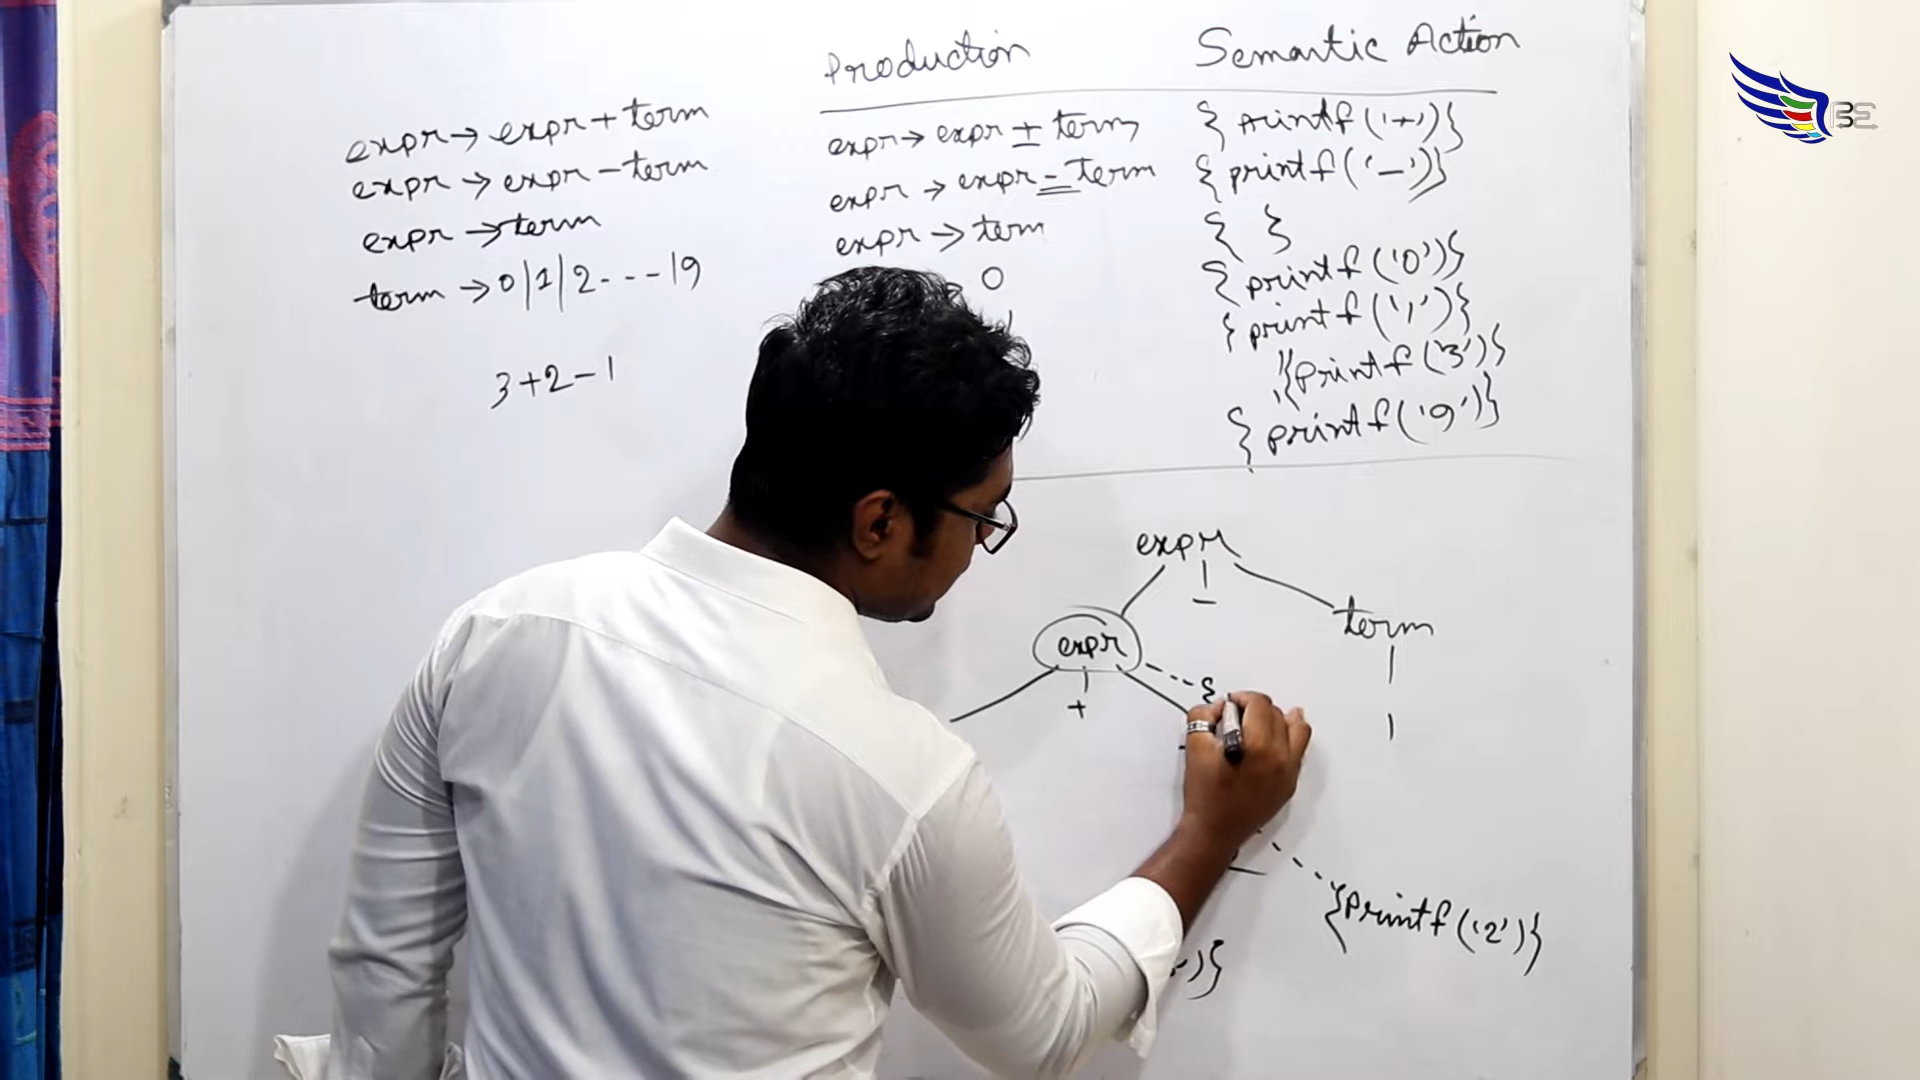 expr → expr + term
expr → expr - term
expr → term
term → 0|1|2---|9
3+2-1
Production
Semantic Action
expr → expr + term
{ printf('+')}
expr → expr - term
{ printf('-')}
expr → term
{ }
0
{ printf('0')}
1
{ printf('1')}
{printf('3')}
{ printf('9')}
expr
-
expr
term
{
+
1
{printf('2')}
')}
BE